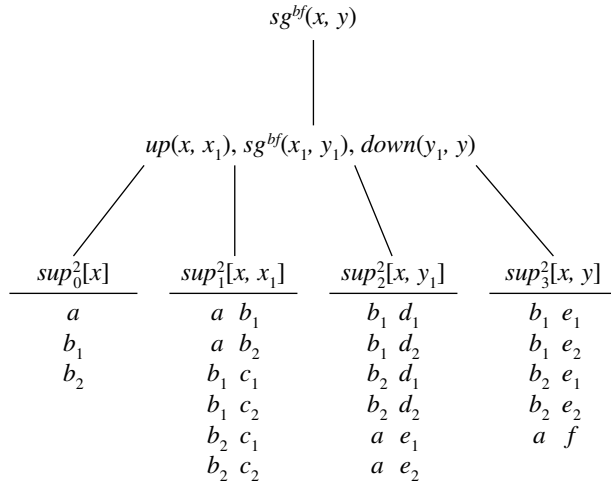 sg^{bf}(x, y)
up(x, x_1), sg^{bf}(x_1, y_1), down(y_1, y)
sup^2_0[x] sup^2_1[x, x_1] sup^2_2[x, y_1] sup^2_3[x, y]
a a b_1 b_1 d_1 b_1 e_1
b_1 a b_2 b_1 d_2 b_1 e_2
b_2 b_1 c_1 b_2 d_1 b_2 e_1
b_1 c_2 b_2 d_2 b_2 e_2
b_2 c_1 a e_1 a f
b_2 c_2 a e_2